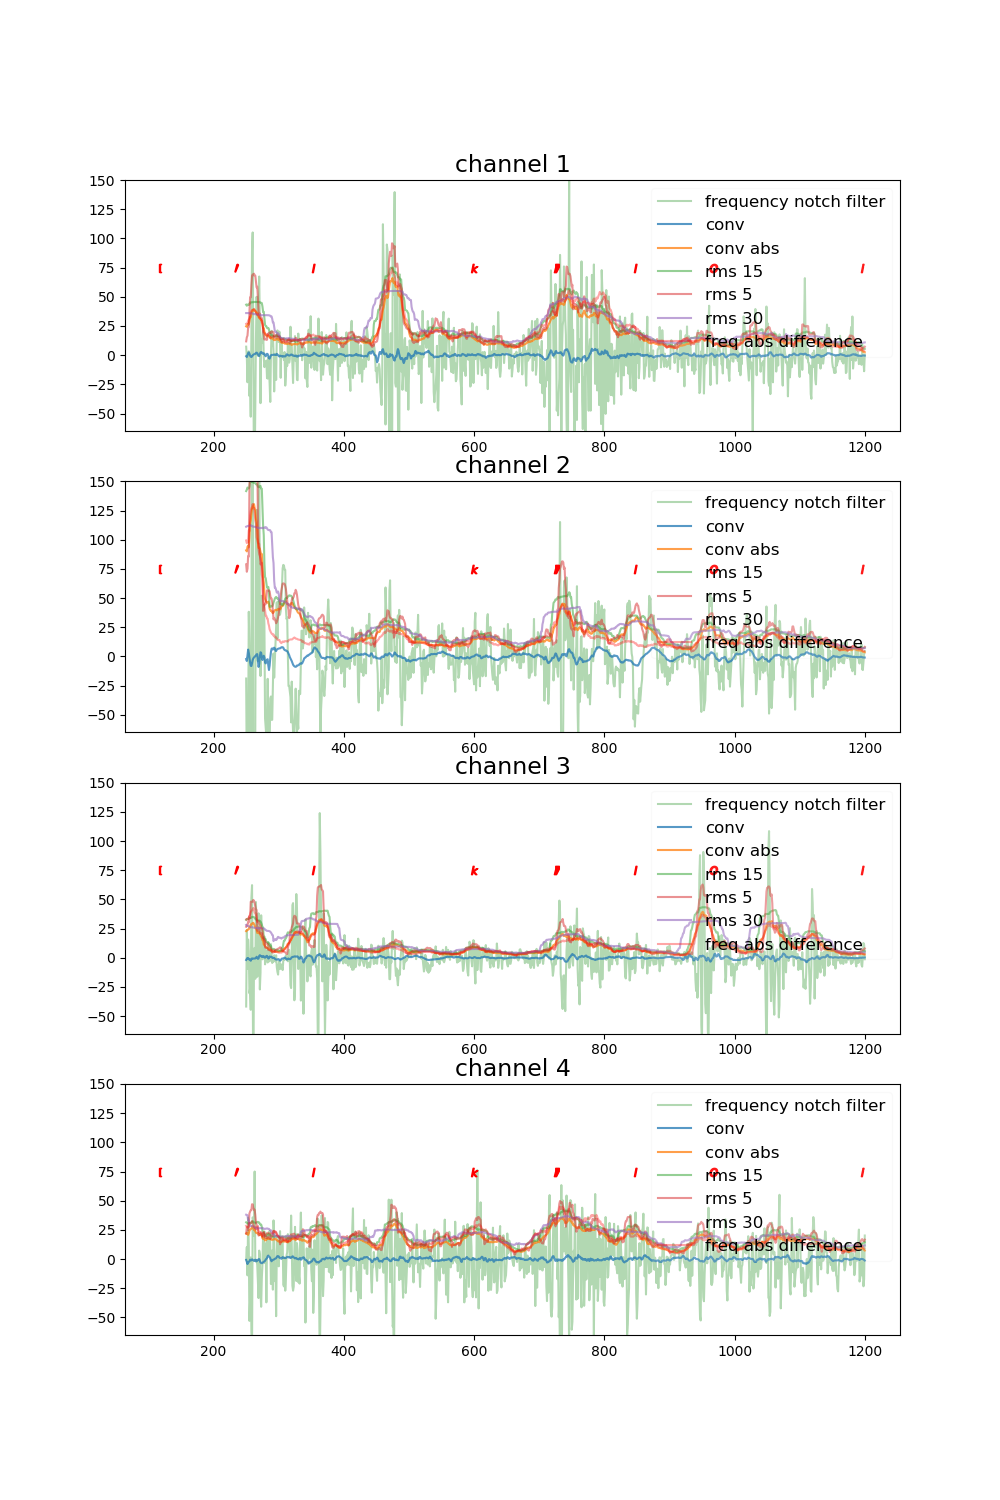 channel 1
150
125
100
75
50
25
0
−25
−50
frequency notch filter
conv
conv abs
rms 15
rms 5
rms 30
freq abs difference
k
200 400 600 800 1000 1200
channel 2
150
125
100
75
50
25
0
−25
−50
frequency notch filter
conv
conv abs
rms 15
rms 5
rms 30
freq abs difference
k
200 400 600 800 1000 1200
channel 3
150
125
100
75
50
25
0
−25
−50
frequency notch filter
conv
conv abs
rms 15
rms 5
rms 30
freq abs difference
k
200 400 600 800 1000 1200
channel 4
150
125
100
75
50
25
0
−25
−50
frequency notch filter
conv
conv abs
rms 15
rms 5
rms 30
freq abs difference
k
200 400 600 800 1000 1200